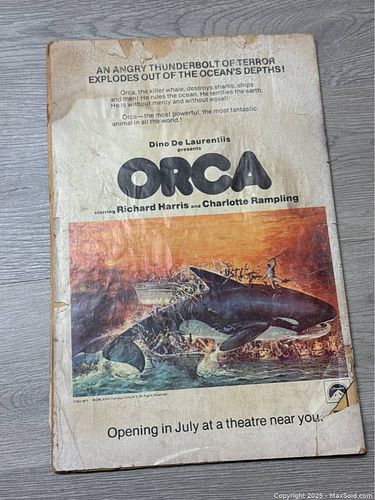 AN ANGRY THUNDERBOLT OF TERROR
EXPLODES OUT OF THE OCEAN'S DEPTHS!
Orca, the killer whale, destroys sharks, ships
and men! He rules the ocean. He terrifies the earth.
He is without mercy and without equal!
Orca—the most powerful, the most fantastic
animal in all the world!
Dino De Laurentiis
presents
ORCA
starring Richard Harris and Charlotte Rampling
Opening in July at a theatre near you.
Copyright 2025 - MaxSold.com